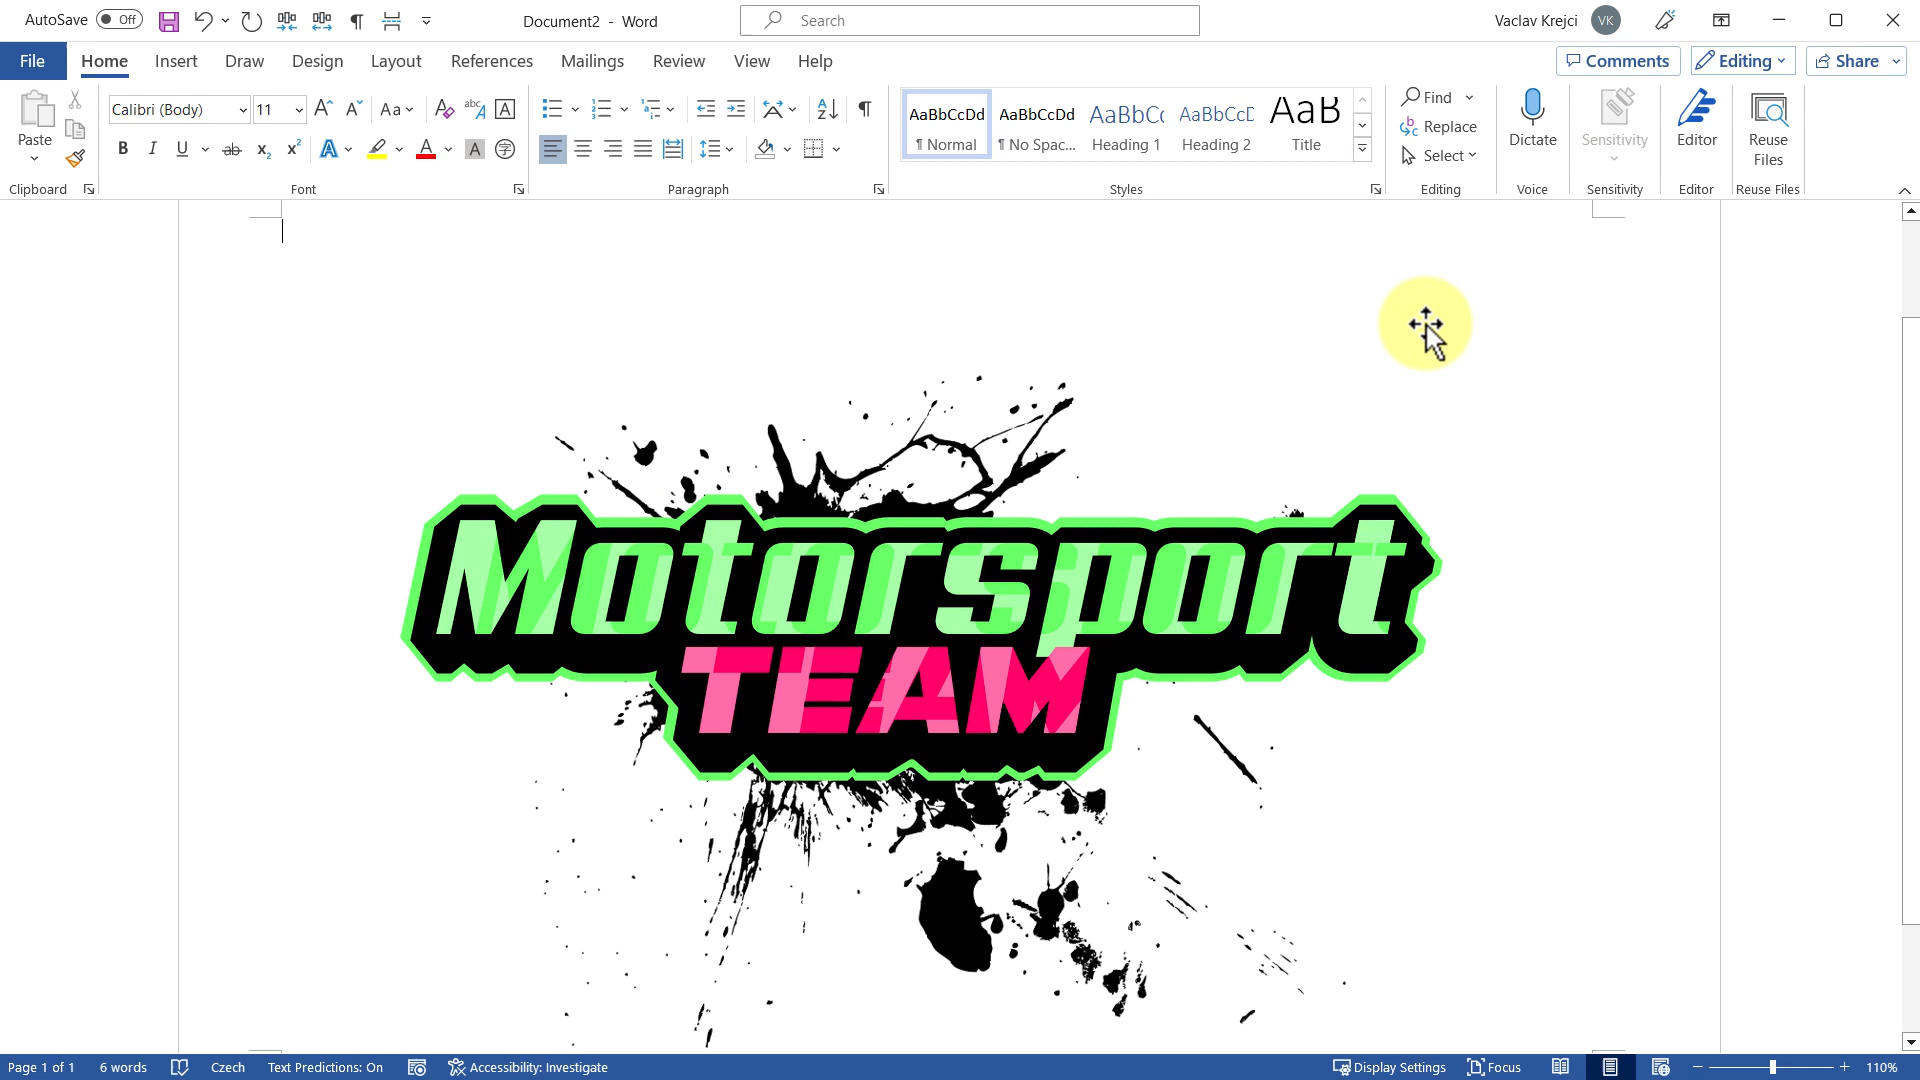 AutoSave Off Document2 - Word Search Vaclav Krejci VK
File Home Insert Draw Design Layout References Mailings Review View Help Comments Editing Share
Calibri (Body) 11 Aa
Paste
Clipboard Font Paragraph
AaBbCcDd AaBbCcDd AaBbC AaBbCcD AaB
¶ Normal ¶ No Spac... Heading 1 Heading 2 Title
Styles
Find
Replace
Select
Editing
Dictate
Voice
Sensitivity
Sensitivity
Editor
Editor
Reuse
Files
Reuse Files
Motorsport
TEAM
Page 1 of 1 6 words Czech Text Predictions: On Accessibility: Investigate Display Settings Focus 110%